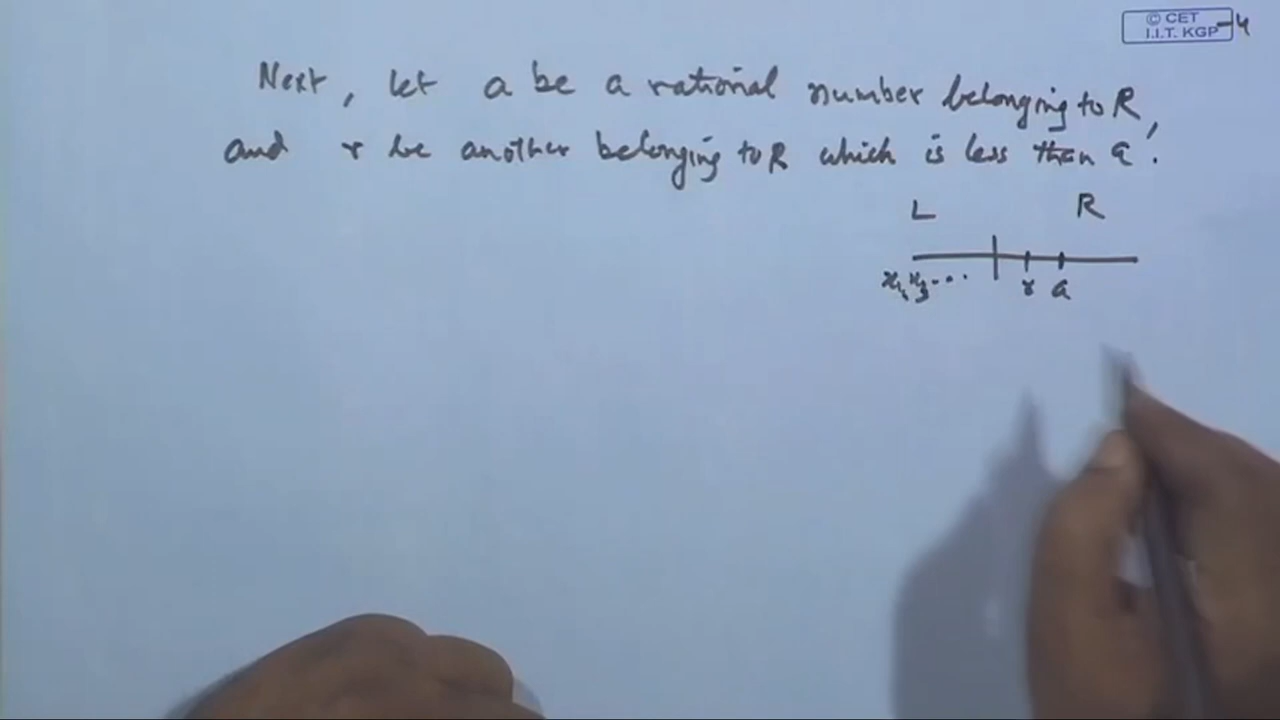 © CET
I.I.T. KGP
-4
Next, let a be a rational number belonging to R,
and r be another belonging to R which is less than a.
L R
x1, x2, ... r a